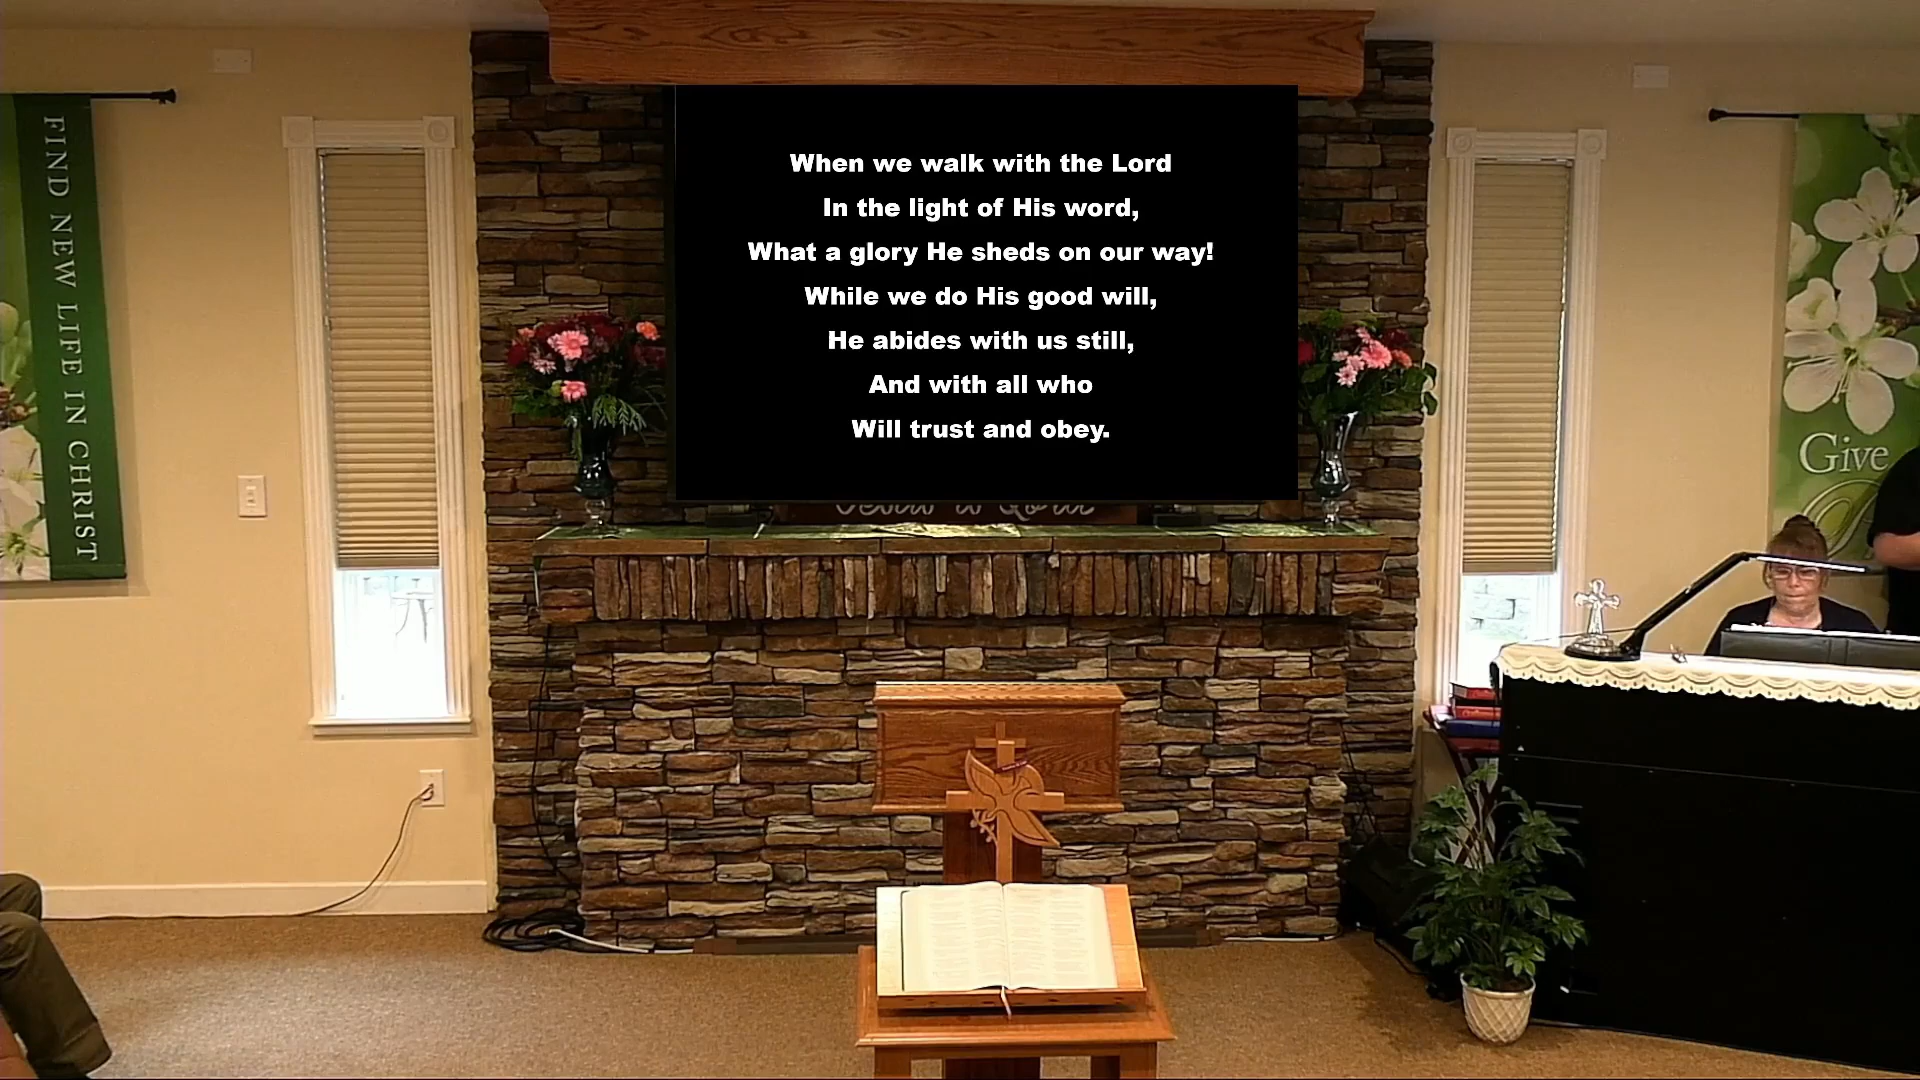 FIND NEW LIFE IN CHRIST
When we walk with the Lord
In the light of His word,
What a glory He sheds on our way!
While we do His good will,
He abides with us still,
And with all who
Will trust and obey.
Give